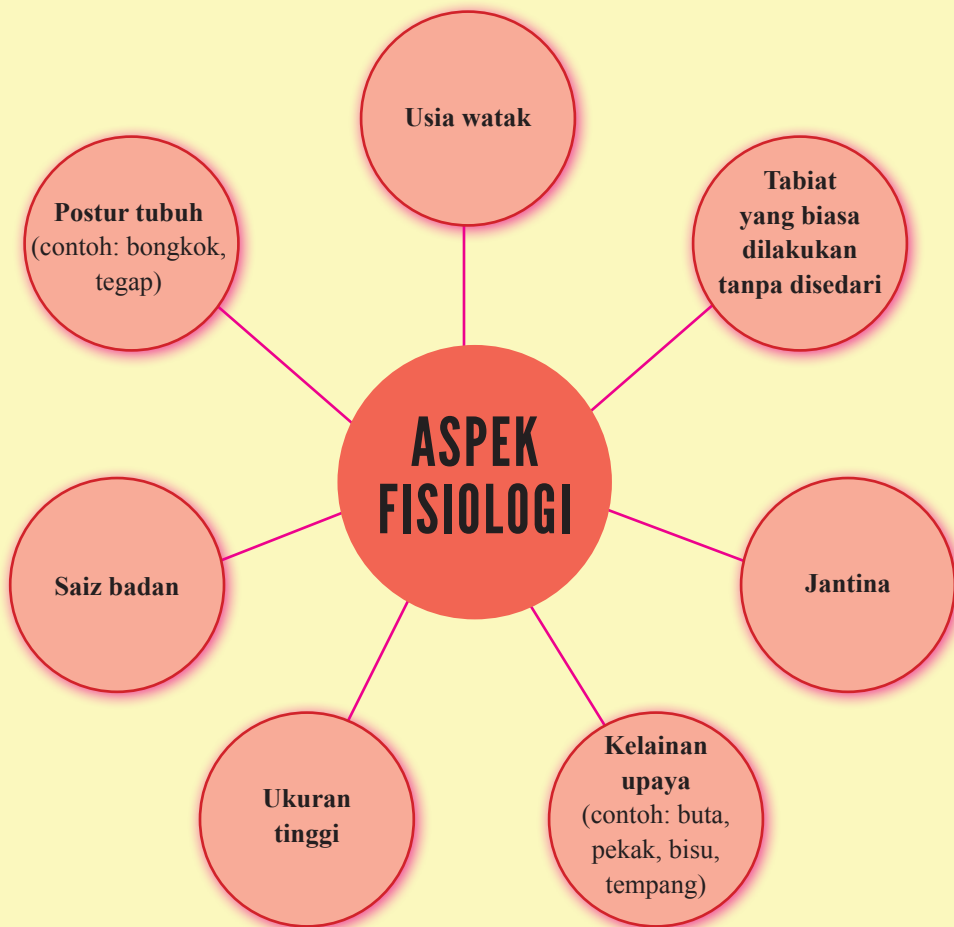 Usia watak
Tabiat
yang biasa
dilakukan
tanpa disedari
Postur tubuh
(contoh: bongkok,
tegap)
ASPEK
FISIOLOGI
Saiz badan
Jantina
Ukuran
tinggi
Kelainan
upaya
(contoh: buta,
pekak, bisu,
tempang)